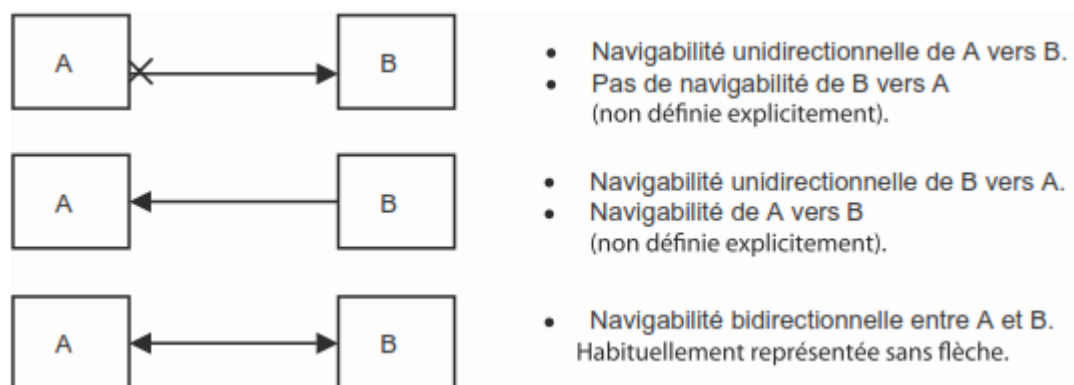 A B
• Navigabilité unidirectionnelle de A vers B.
• Pas de navigabilité de B vers A
(non définie explicitement).
A B
• Navigabilité unidirectionnelle de B vers A.
• Navigabilité de A vers B
(non définie explicitement).
A B
• Navigabilité bidirectionnelle entre A et B.
Habituellement représentée sans flèche.